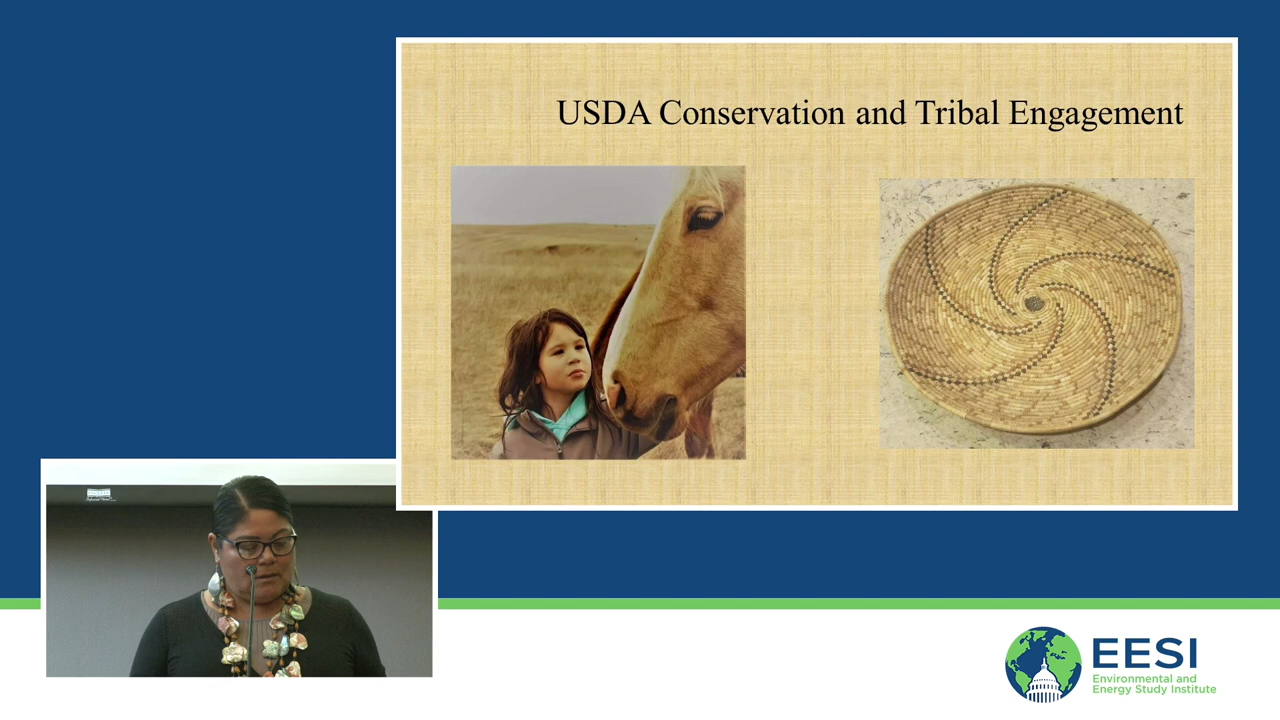 USDA Conservation and Tribal Engagement
EESI
Environmental and
Energy Study Institute